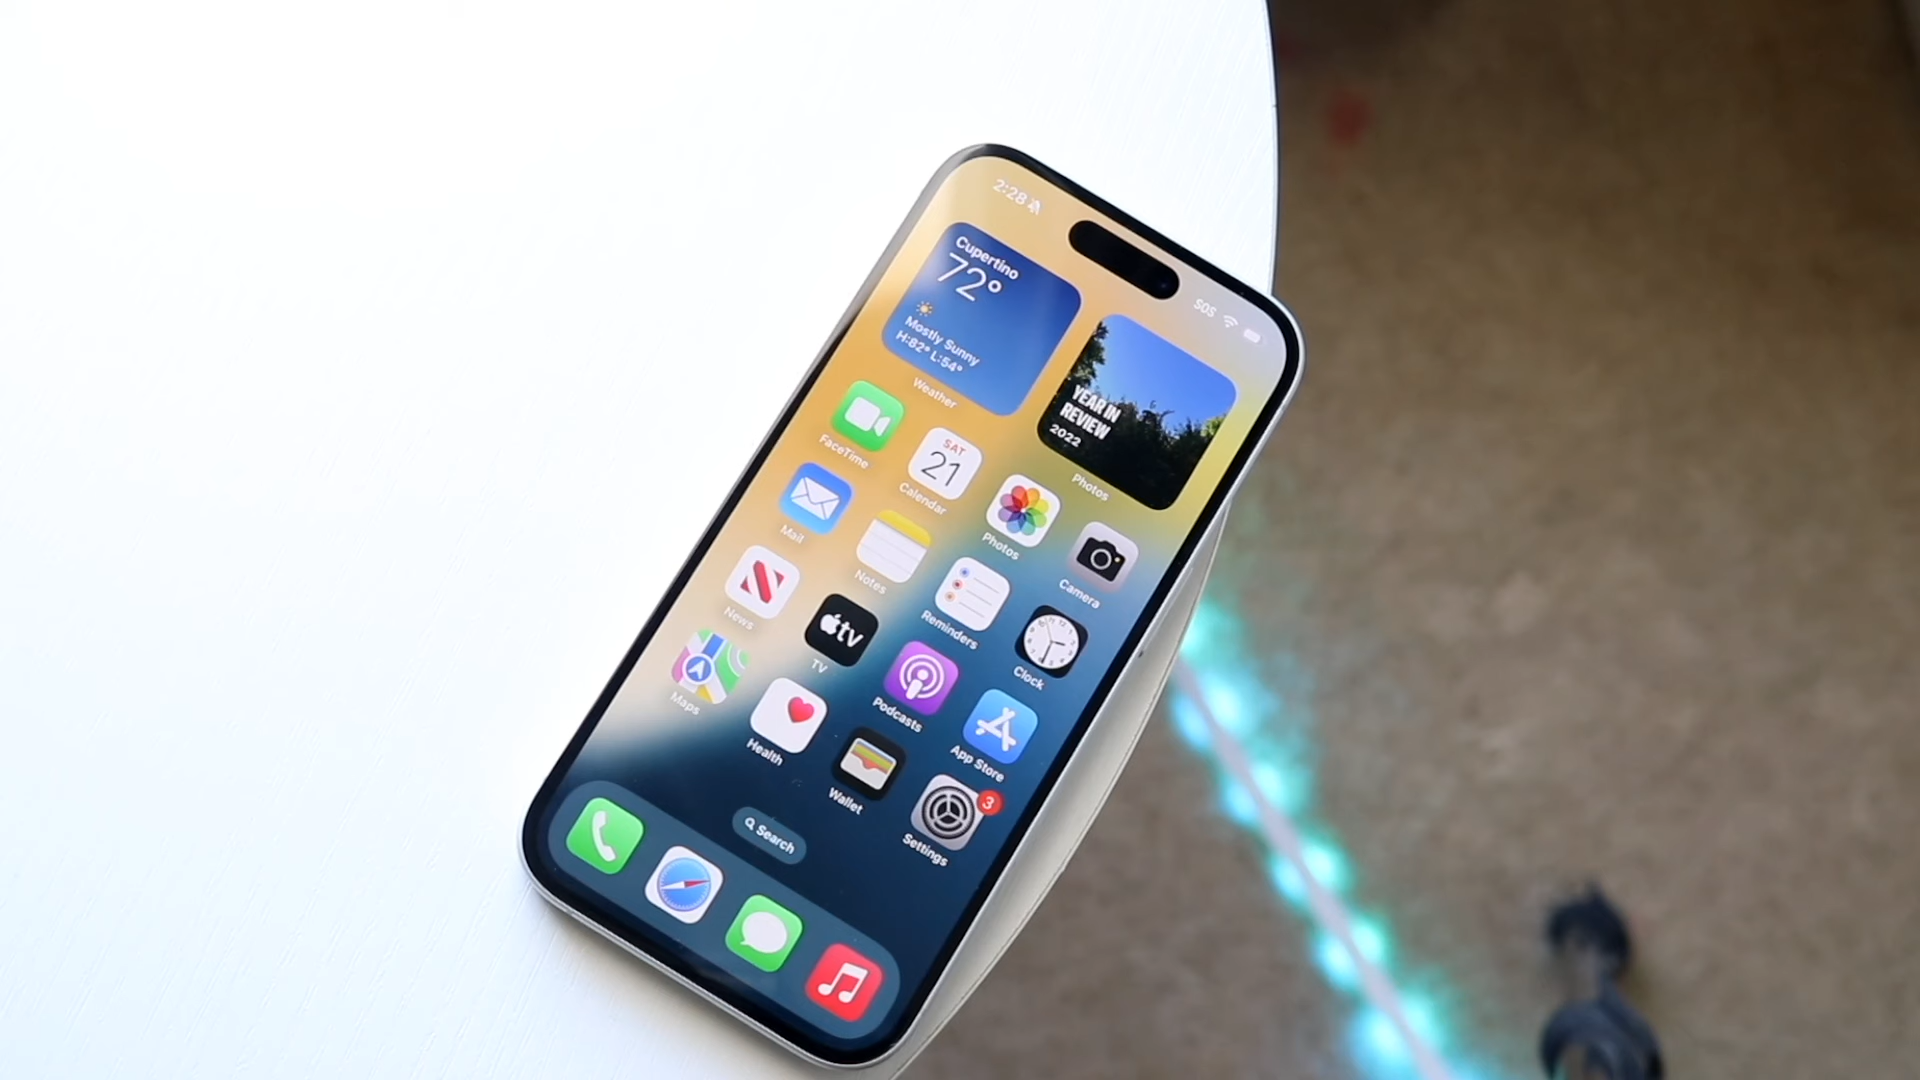 2:28
SOS
Cupertino
72°
Mostly Sunny
H:82° L:54°
Weather
YEAR IN
REVIEW
2022
Photos
FaceTime
SAT
21
Calendar
Photos
Camera
Mail
Notes
Reminders
Clock
News
tv
TV
Podcasts
App Store
Maps
Health
Wallet
3
Settings
Search